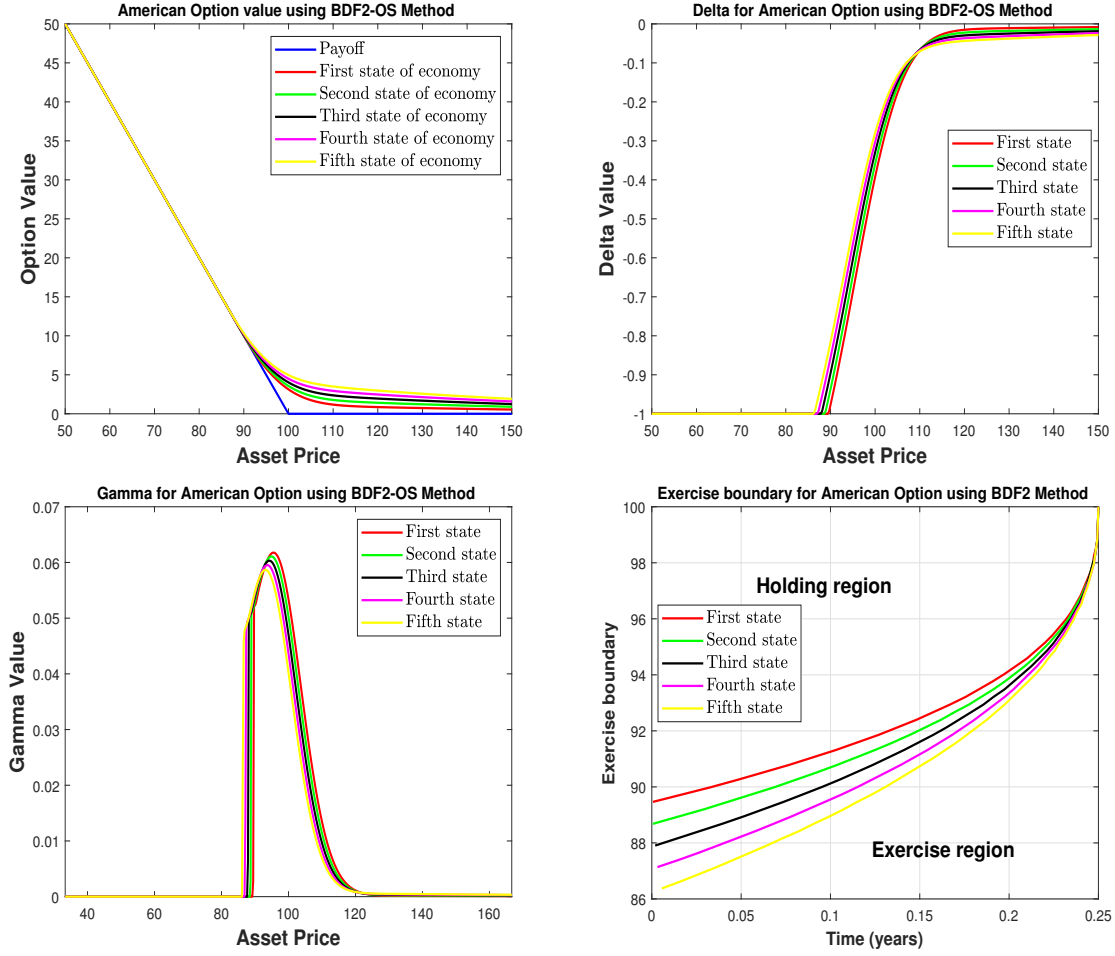 American Option value using BDF2-OS Method
50
45
40
35
30
25
20
15
10
5
0
Option Value
Payoff
First state of economy
Second state of economy
Third state of economy
Fourth state of economy
Fifth state of economy
50 60 70 80 90 100 110 120 130 140 150
Asset Price
Delta for American Option using BDF2-OS Method
0
-0.1
-0.2
-0.3
-0.4
-0.5
-0.6
-0.7
-0.8
-0.9
-1
Delta Value
First state
Second state
Third state
Fourth state
Fifth state
50 60 70 80 90 100 110 120 130 140 150
Asset Price
Gamma for American Option using BDF2-OS Method
0.07
0.06
0.05
0.04
0.03
0.02
0.01
0
Gamma Value
First state
Second state
Third state
Fourth state
Fifth state
40 60 80 100 120 140 160
Asset Price
Exercise boundary for American Option using BDF2 Method
100
98
96
94
92
90
88
86
Exercise boundary
Holding region
First state
Second state
Third state
Fourth state
Fifth state
Exercise region
0 0.05 0.1 0.15 0.2 0.25
Time (years)